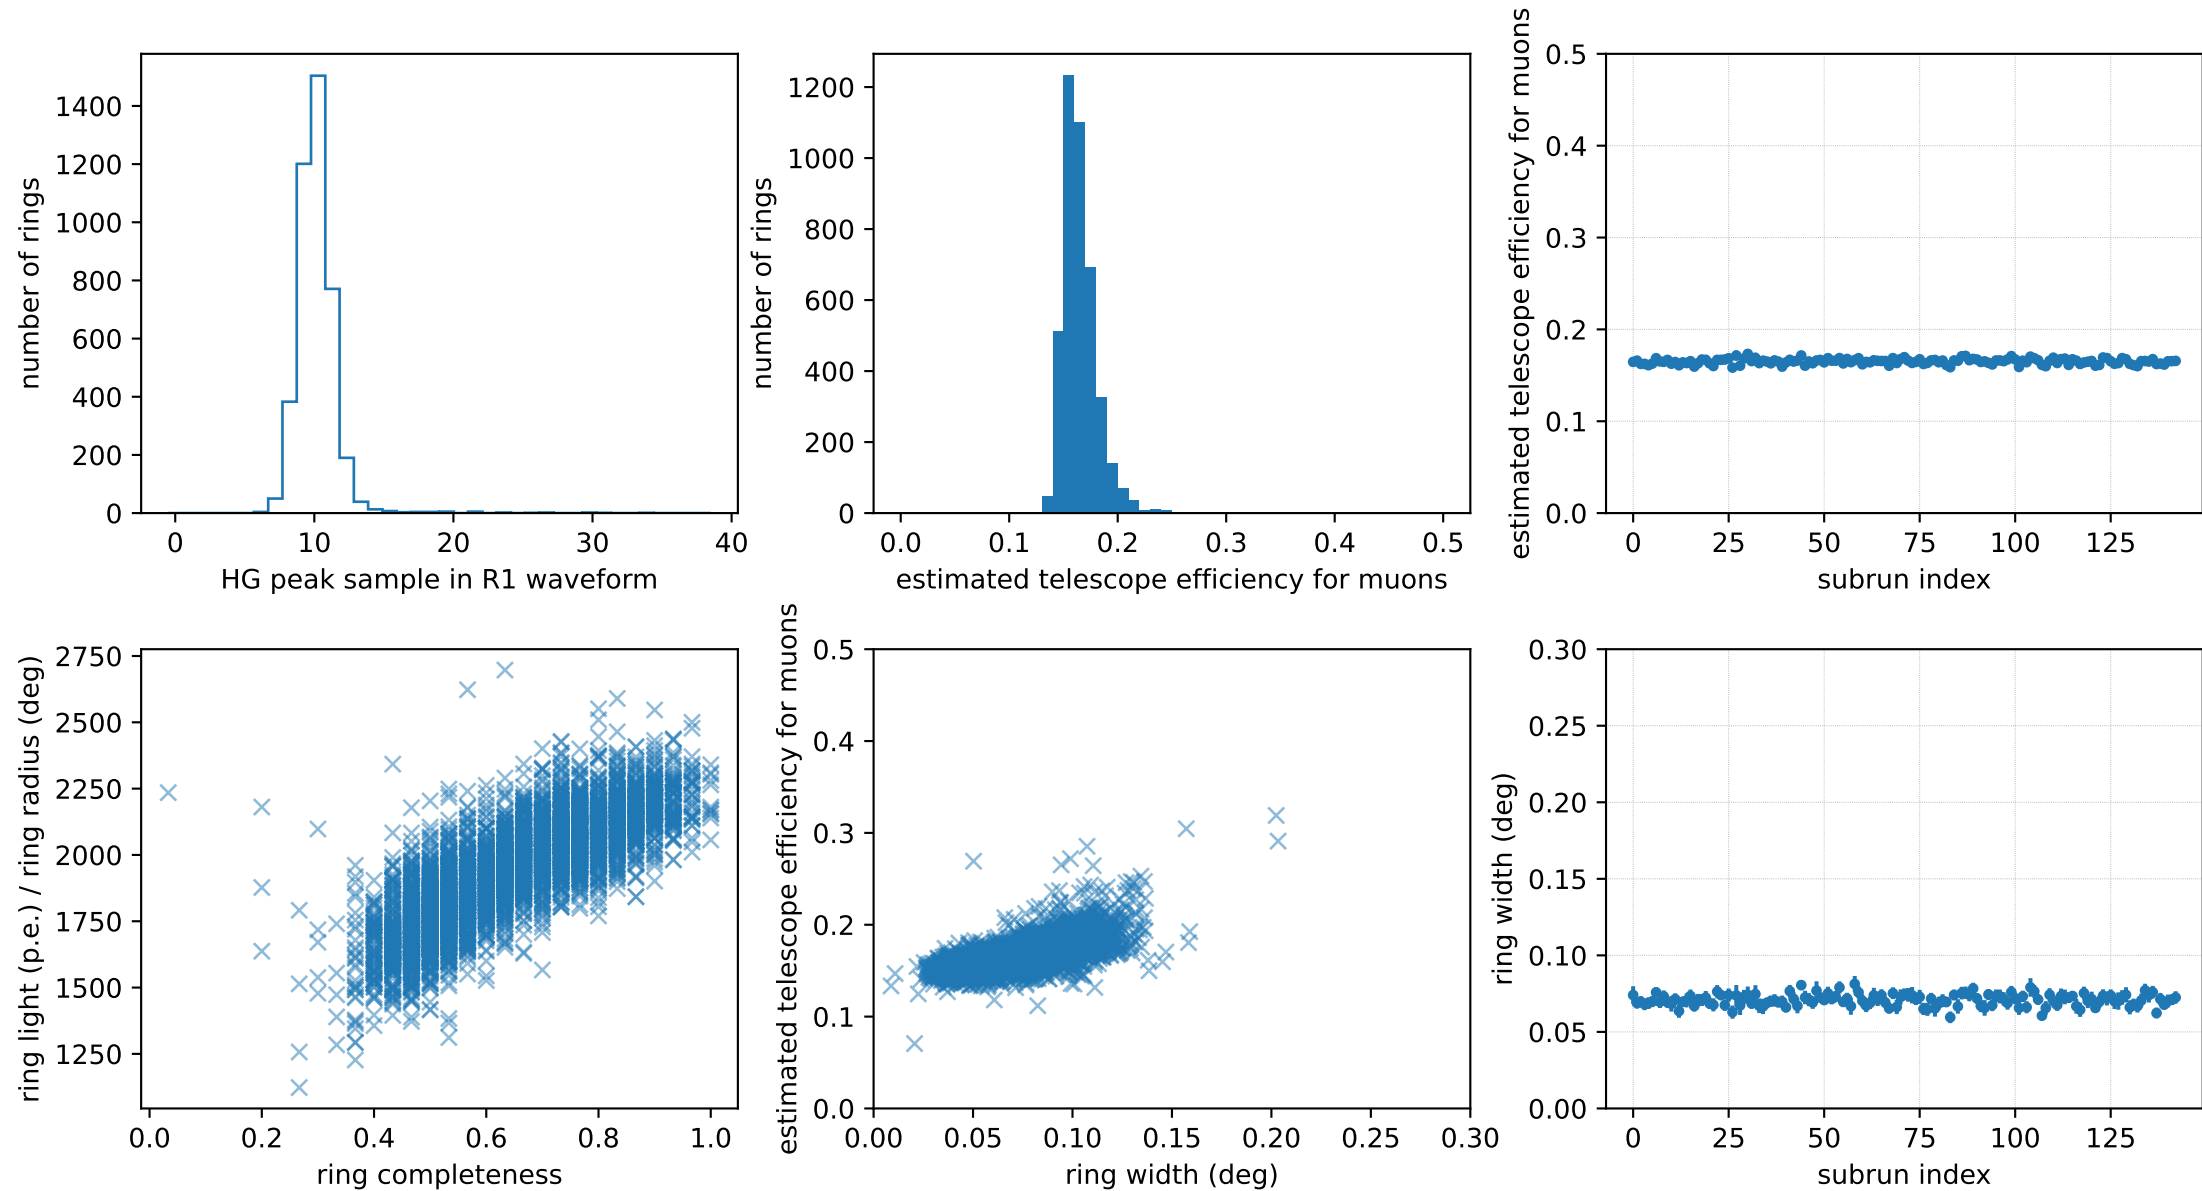 number of rings
1400
1200
1000
800
600
400
200
0
0 10 20 30 40
HG peak sample in R1 waveform
number of rings
1200
1000
800
600
400
200
0
0.0 0.1 0.2 0.3 0.4 0.5
estimated telescope efficiency for muons
estimated telescope efficiency for muons
0.5
0.4
0.3
0.2
0.1
0.0
0 25 50 75 100 125
subrun index
ring light (p.e.) / ring radius (deg)
2750
2500
2250
2000
1750
1500
1250
0.0 0.2 0.4 0.6 0.8 1.0
ring completeness
estimated telescope efficiency for muons
0.5
0.4
0.3
0.2
0.1
0.0
0.00 0.05 0.10 0.15 0.20 0.25 0.30
ring width (deg)
ring width (deg)
0.30
0.25
0.20
0.15
0.10
0.05
0.00
0 25 50 75 100 125
subrun index